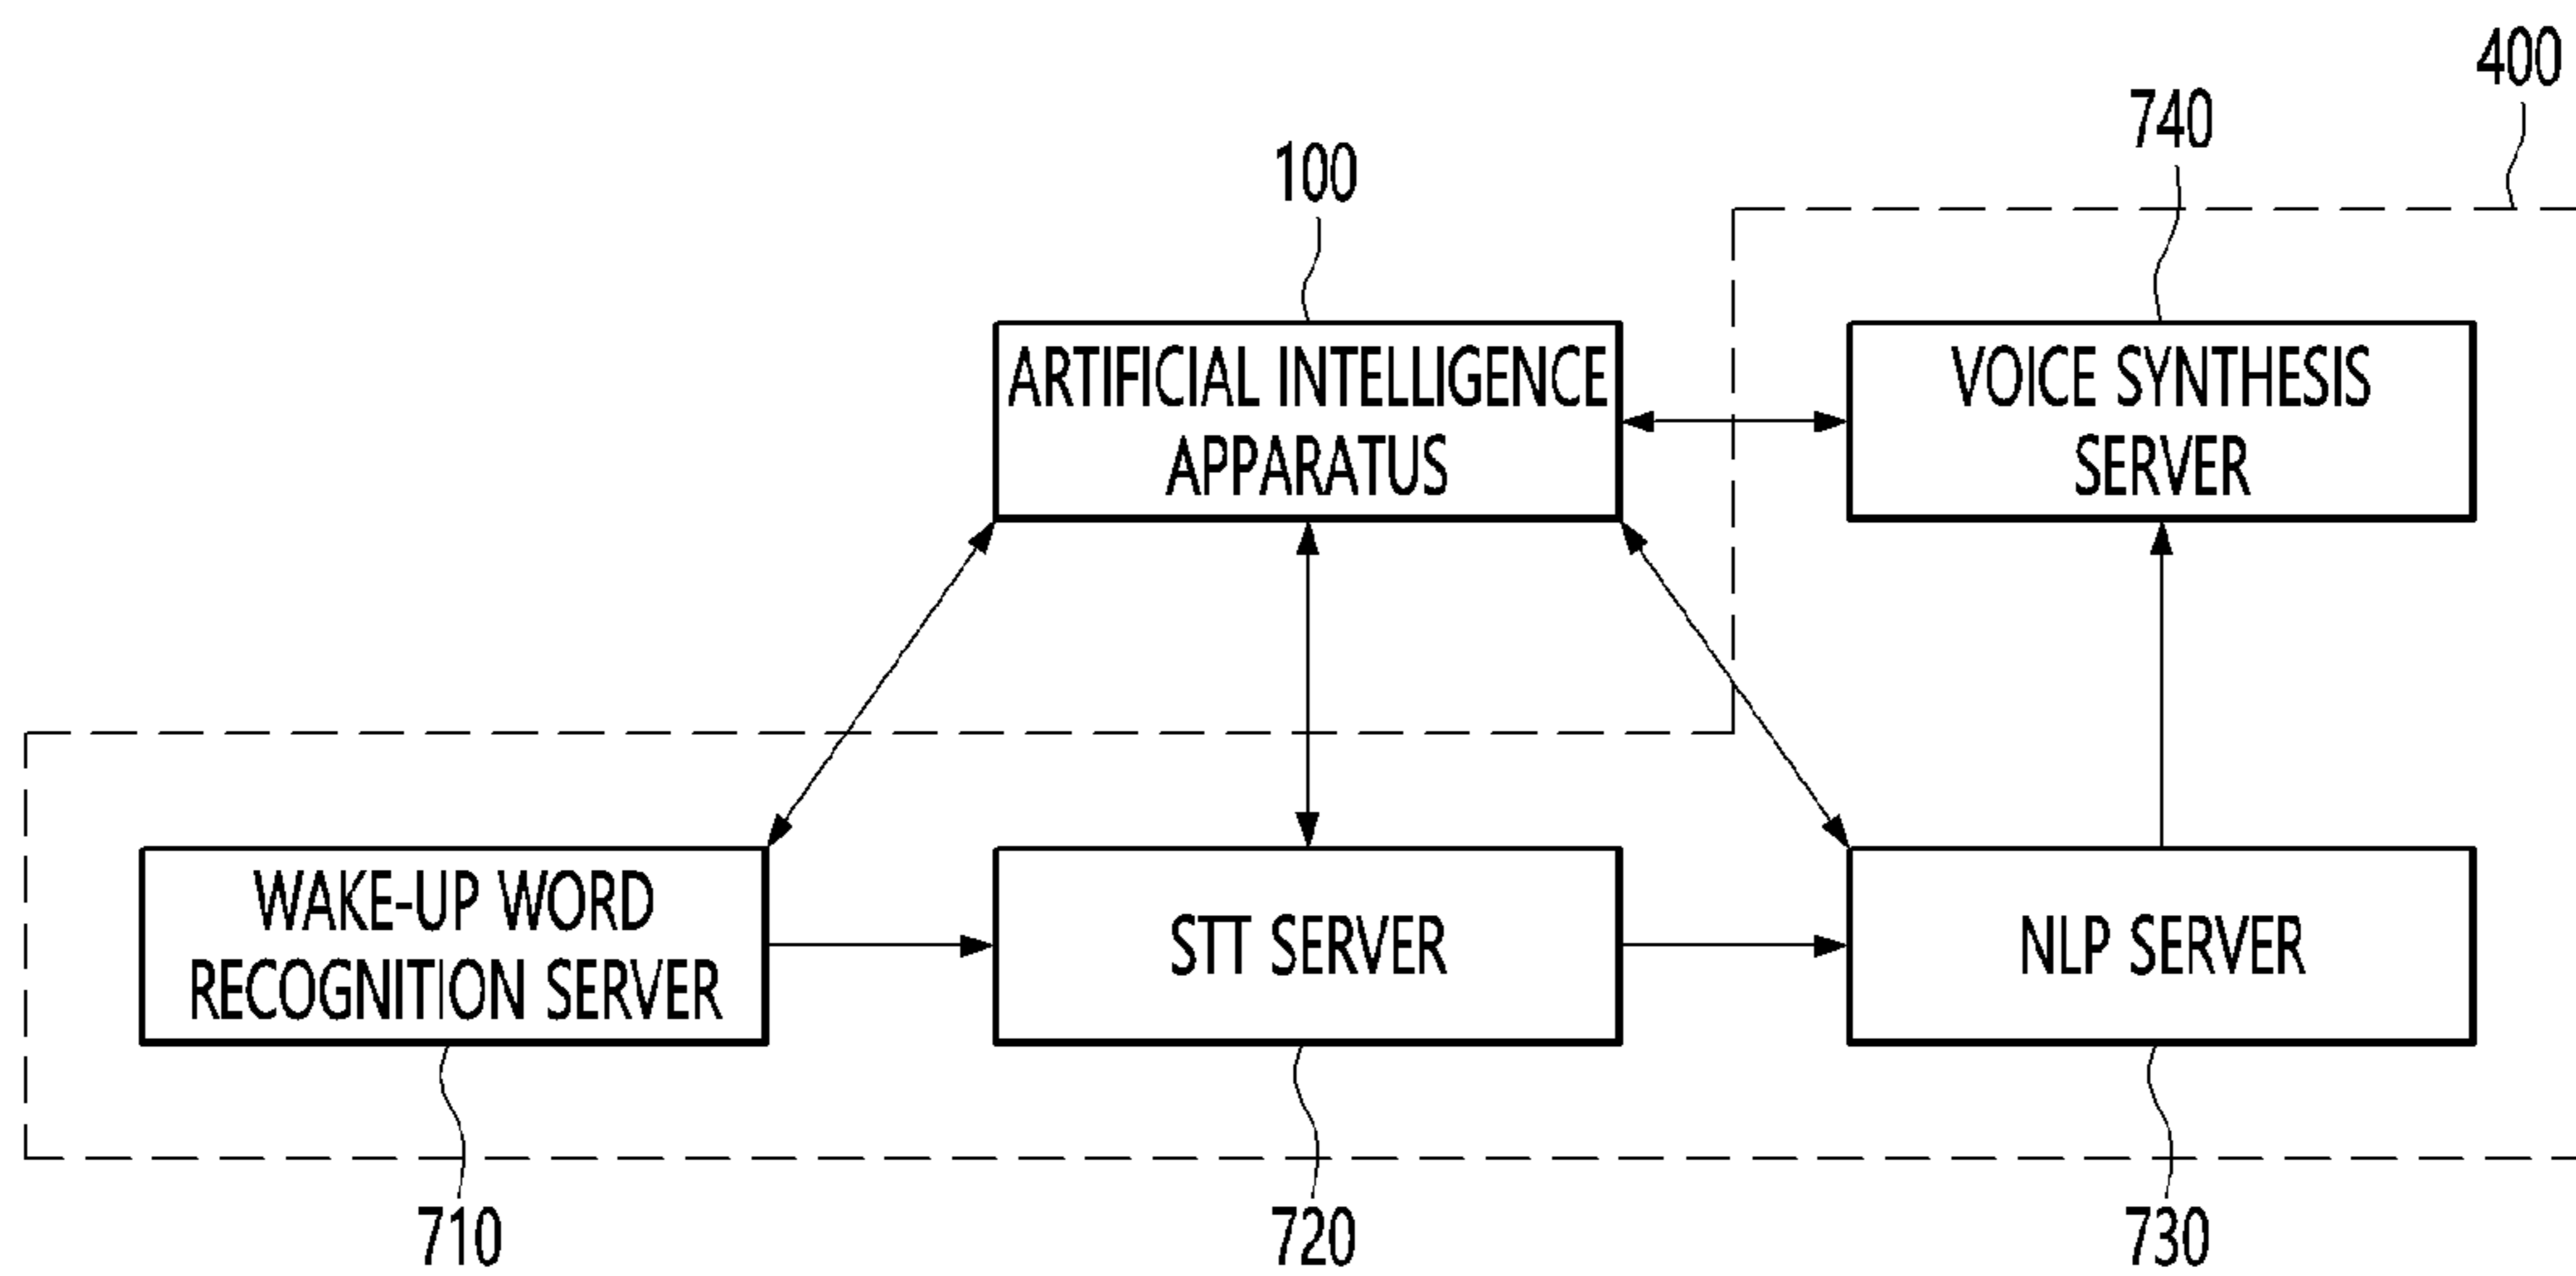 400
740
100
ARTIFICIAL INTELLIGENCE
APPARATUS
VOICE SYNTHESIS
SERVER
WAKE-UP WORD
RECOGNITION SERVER
STT SERVER
NLP SERVER
710
720
730